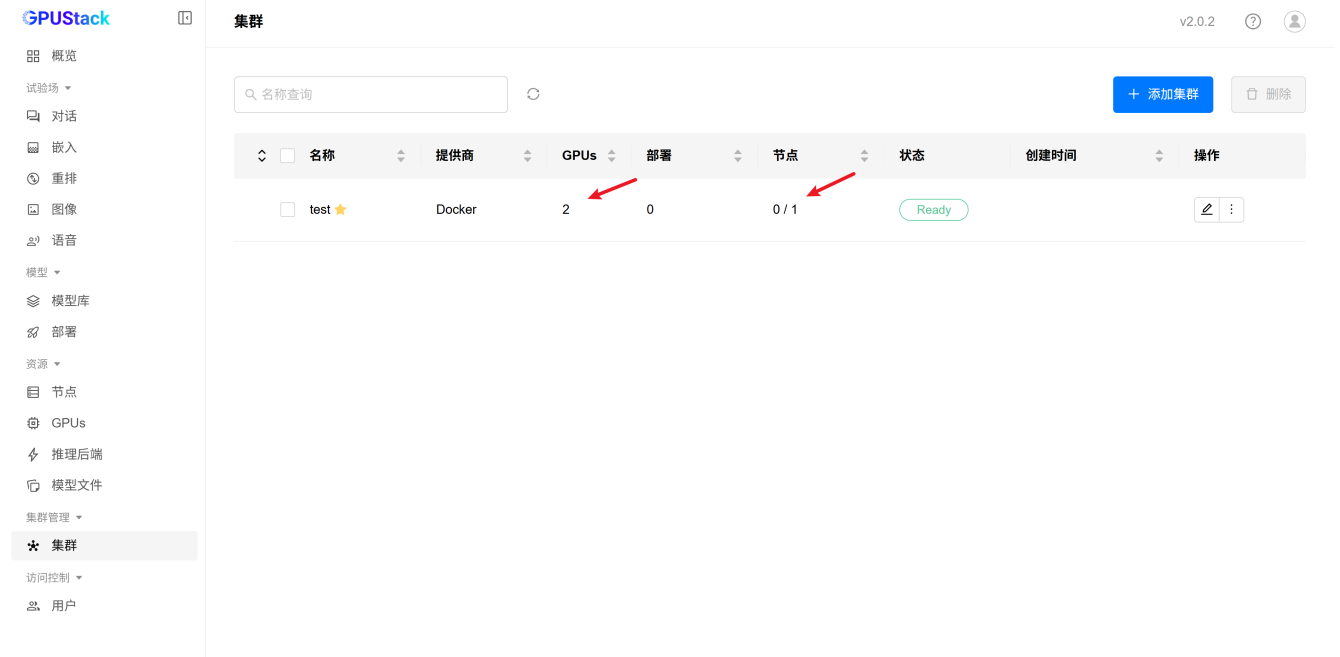 GPUStack
集群
v2.0.2
概览
试验场
对话
嵌入
重排
图像
语音
模型
模型库
部署
资源
节点
GPUs
推理后端
模型文件
集群管理
集群
访问控制
用户
名称查询
添加集群
删除
名称 提供商 GPUs 部署 节点 状态 创建时间 操作
test Docker 2 0 0 / 1 Ready